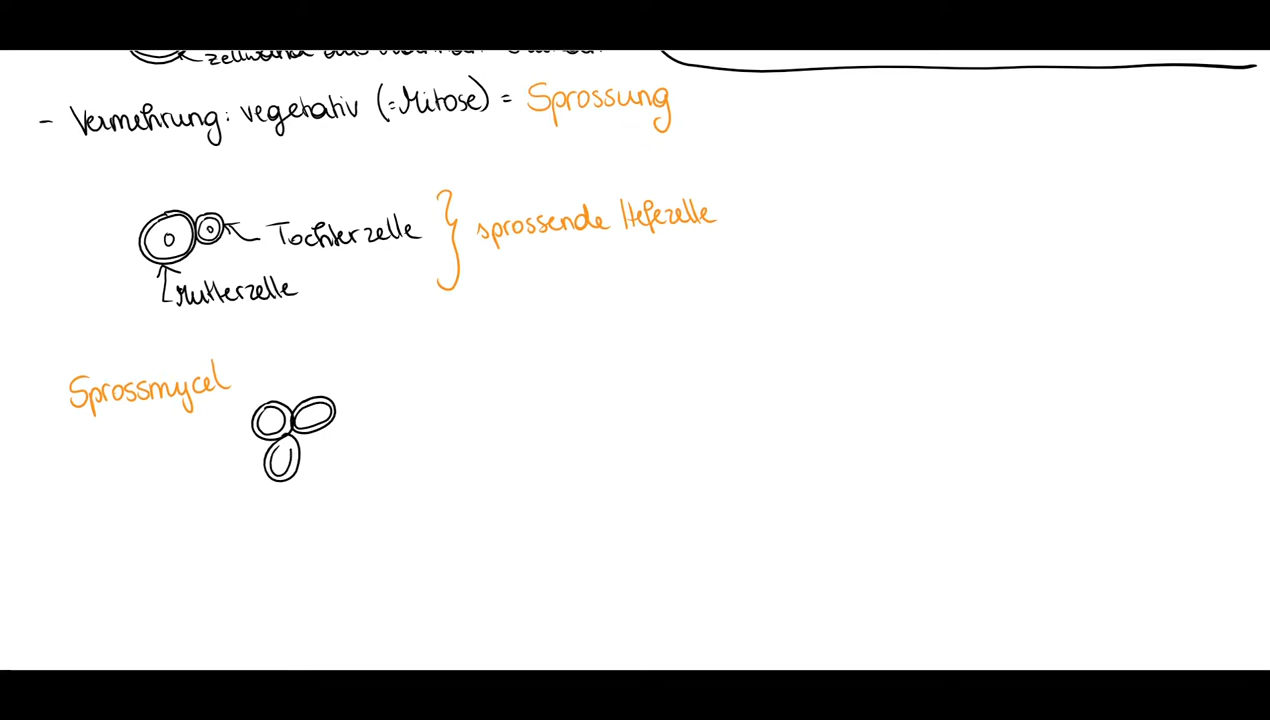 - Vermehrung: vegetativ (=Mitose) = Sprossung
Tochterzelle } sprossende Hefezelle
Mutterzelle
Sprossmycel